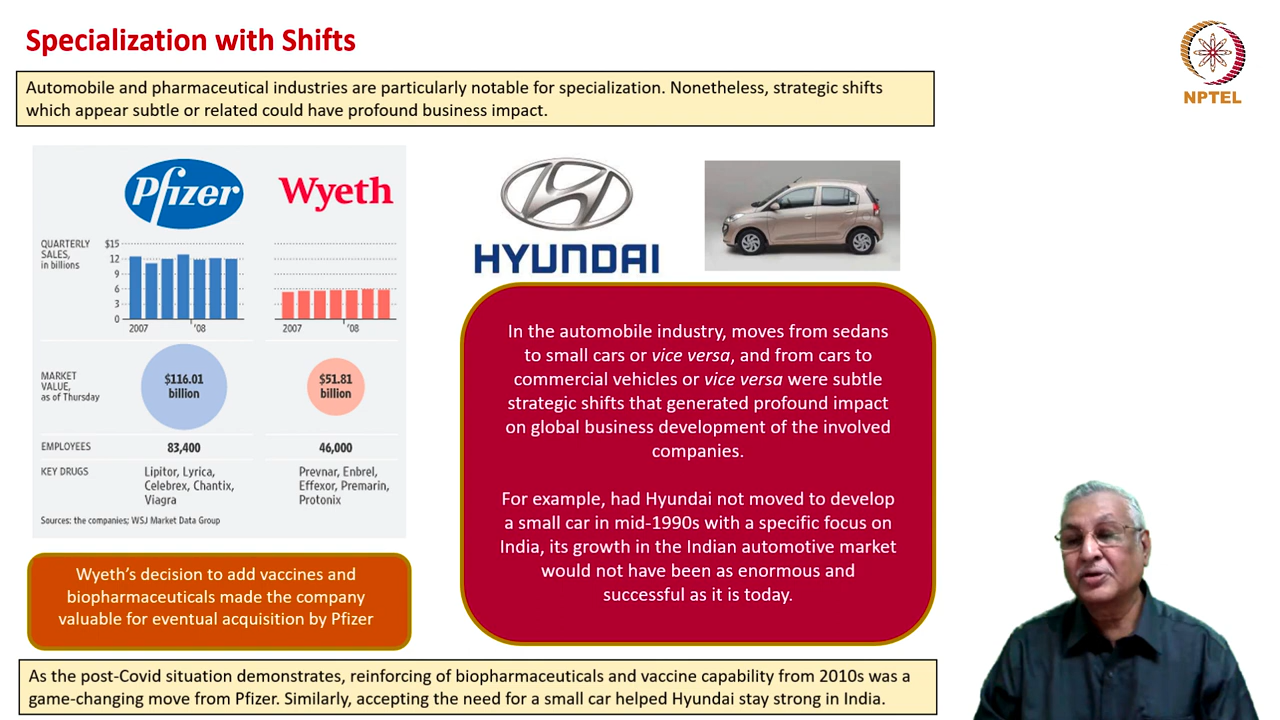 Specialization with Shifts
NPTEL
Automobile and pharmaceutical industries are particularly notable for specialization. Nonetheless, strategic shifts
which appear subtle or related could have profound business impact.
Pfizer
Wyeth
QUARTERLY
SALES,
in billions
$15
12
9
6
3
0
2007
'08
2007
'08
MARKET
VALUE,
as of Thursday
$116.01
billion
$51.81
billion
EMPLOYEES
83,400
46,000
KEY DRUGS
Lipitor, Lyrica,
Celebrex, Chantix,
Viagra
Prevnar, Enbrel,
Effexor, Premarin,
Protonix
Sources: the companies; WSJ Market Data Group
Wyeth's decision to add vaccines and
biopharmaceuticals made the company
valuable for eventual acquisition by Pfizer
HYUNDAI
In the automobile industry, moves from sedans
to small cars or vice versa, and from cars to
commercial vehicles or vice versa were subtle
strategic shifts that generated profound impact
on global business development of the involved
companies.
For example, had Hyundai not moved to develop
a small car in mid-1990s with a specific focus on
India, its growth in the Indian automotive market
would not have been as enormous and
successful as it is today.
As the post-Covid situation demonstrates, reinforcing of biopharmaceuticals and vaccine capability from 2010s was a
game-changing move from Pfizer. Similarly, accepting the need for a small car helped Hyundai stay strong in India.